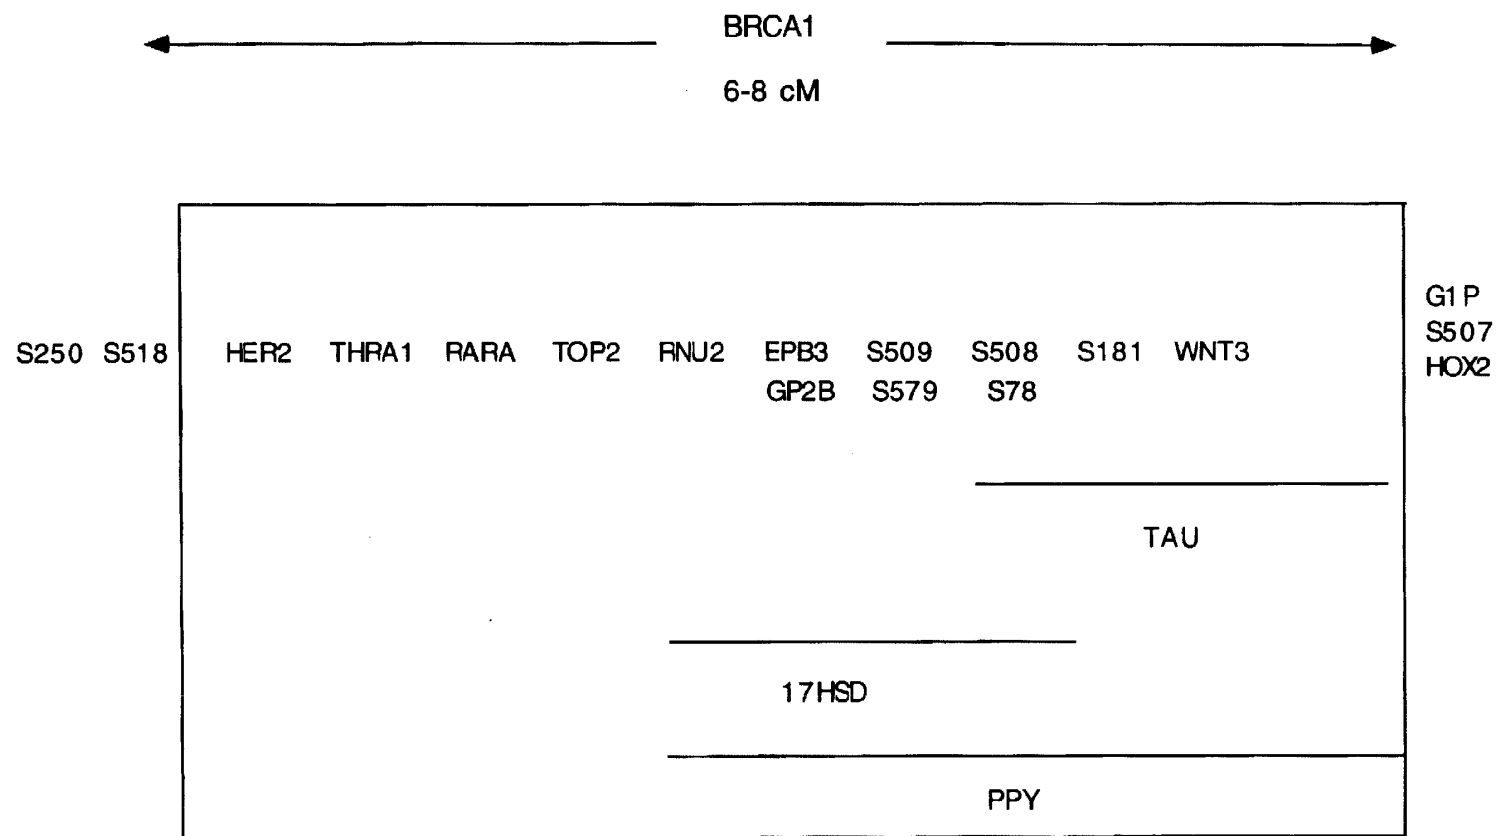 BRCA1
6-8 cM
G1P
S507
HOX2
S250 S518 HER2 THRA1 RARA TOP2 RNU2 EPB3 S509 S508 S181 WNT3
GP2B S579 S78
TAU
17HSD
PPY